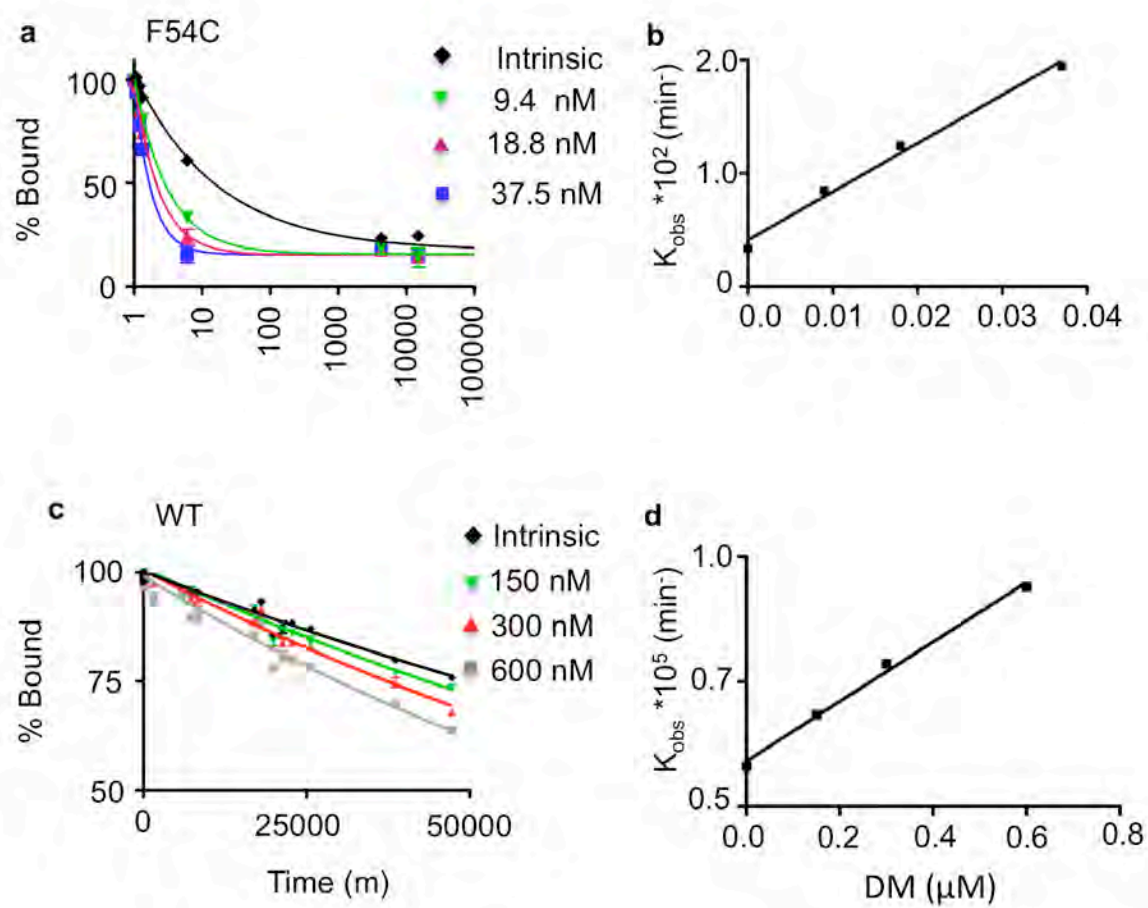 a
F54C
% Bound
100
50
0
1
10
100
1000
10000
100000
Intrinsic
9.4 nM
18.8 nM
37.5 nM
b
K_obs *10² (min⁻)
2.0
1.0
0
0.0 0.01 0.02 0.03 0.04
c
WT
% Bound
100
75
50
0 25000 50000
Time (m)
Intrinsic
150 nM
300 nM
600 nM
d
K_obs *10⁵ (min⁻)
1.0
0.7
0.5
0.0 0.2 0.4 0.6 0.8
DM (μM)